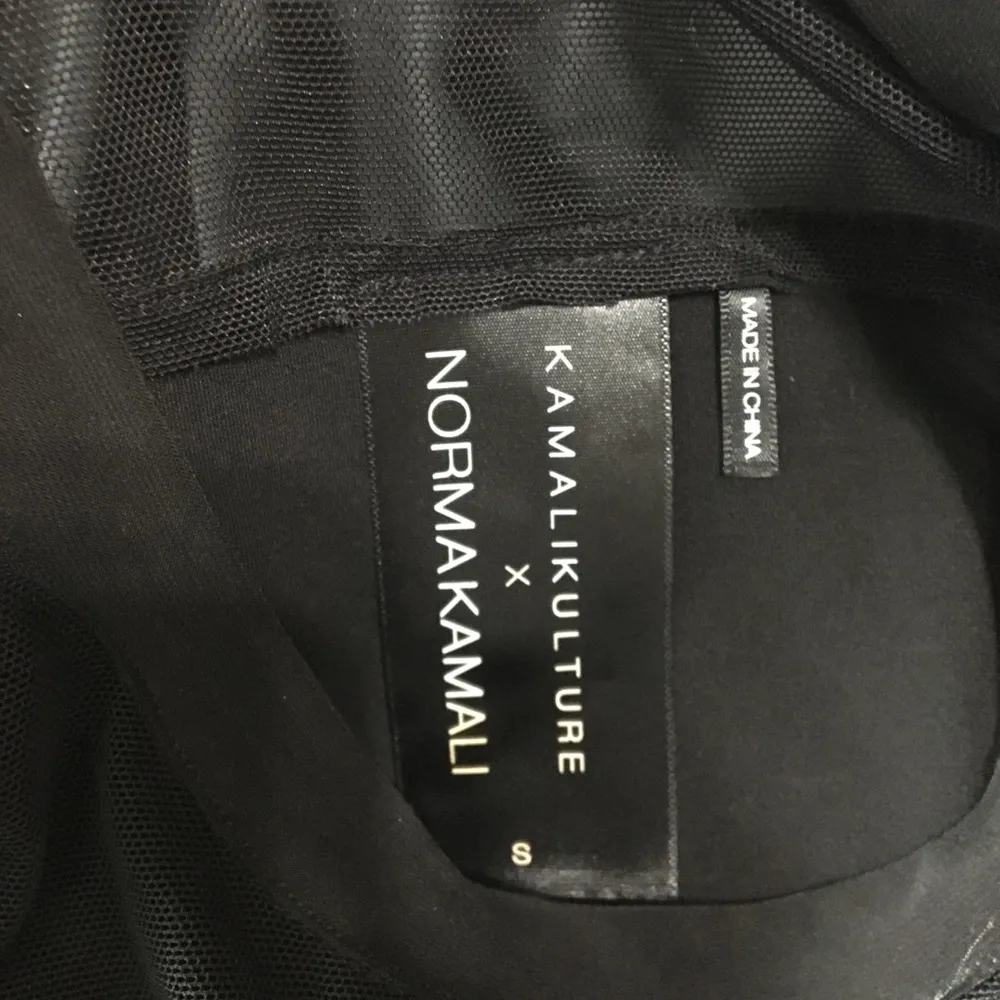 KAMALIKULTURE
X
NORMAKAMALI
S
MADE IN CHINA